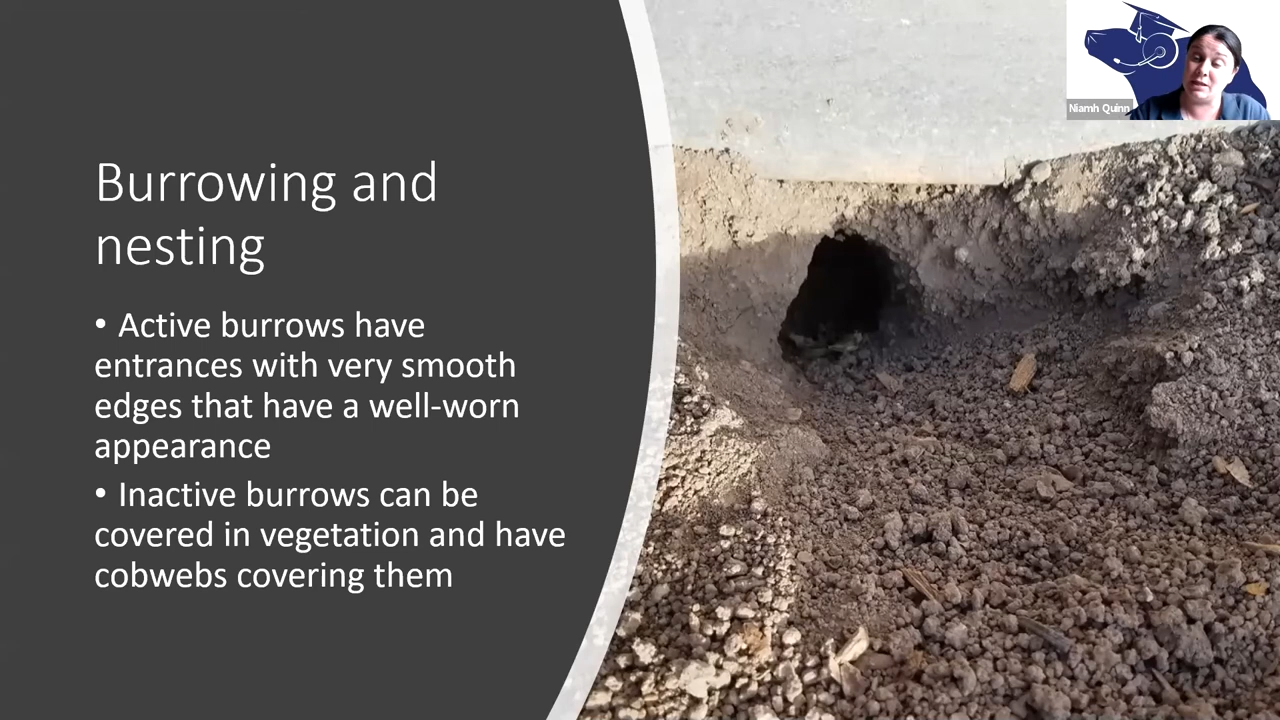 Burrowing and
nesting
• Active burrows have
entrances with very smooth
edges that have a well-worn
appearance
• Inactive burrows can be
covered in vegetation and have
cobwebs covering them
Niamh Quinn